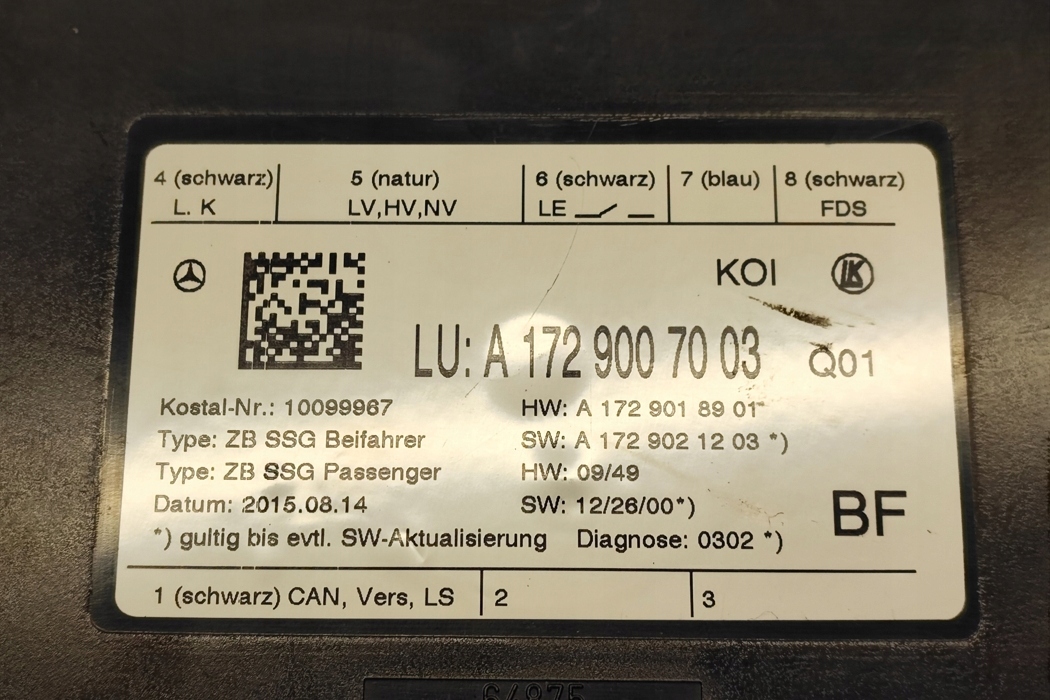 4 (schwarz) 5 (natur) 6 (schwarz) 7 (blau) 8 (schwarz)
L. K LV,HV,NV LE FDS
KOI
LU: A 172 900 70 03 Q01
Kostal-Nr.: 10099967 HW: A 172 901 89 01
Type: ZB SSG Beifahrer SW: A 172 902 12 03 *)
Type: ZB SSG Passenger HW: 09/49
Datum: 2015.08.14 SW: 12/26/00*)
BF
*) gultig bis evtl. SW-Aktualisierung Diagnose: 0302 *)
1 (schwarz) CAN, Vers, LS 2 3